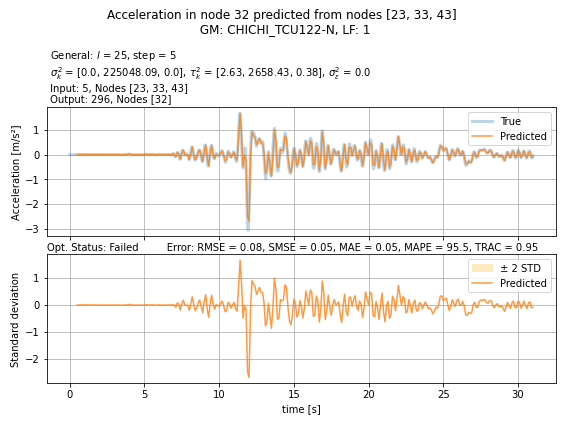 Acceleration in node 32 predicted from nodes [23, 33, 43]
GM: CHICHI_TCU122-N, LF: 1
General: l = 25, step = 5
σ²ₖ = [0.0, 225048.09, 0.0], τ²ₖ = [2.63, 2658.43, 0.38], σ²ε = 0.0
Input: 5, Nodes [23, 33, 43]
Output: 296, Nodes [32]
Acceleration [m/s²]
1
0
−1
−2
−3
True
Predicted
Opt. Status: Failed Error: RMSE = 0.08, SMSE = 0.05, MAE = 0.05, MAPE = 95.5, TRAC = 0.95
Standard deviation
1
0
−1
−2
± 2 STD
Predicted
0 5 10 15 20 25 30
time [s]